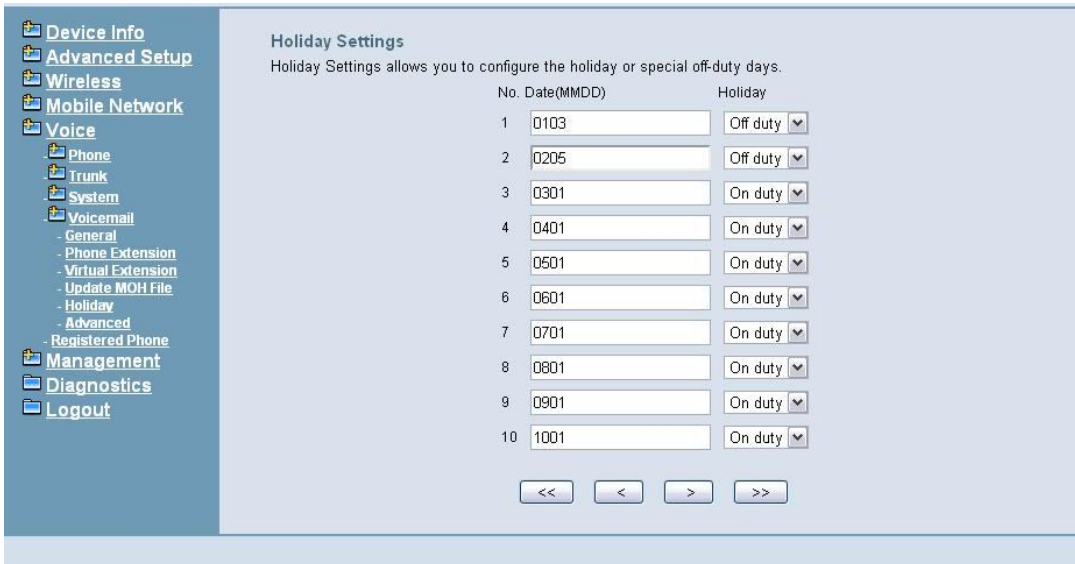 Device Info
Advanced Setup
Wireless
Mobile Network
Voice
Phone
Trunk
System
Voicemail
- General
- Phone Extension
- Virtual Extension
- Update MOH File
- Holiday
- Advanced
- Registered Phone
Management
Diagnostics
Logout
Holiday Settings
Holiday Settings allows you to configure the holiday or special off-duty days.
No. Date(MMDD) Holiday
1 0103 Off duty
2 0205 Off duty
3 0301 On duty
4 0401 On duty
5 0501 On duty
6 0601 On duty
7 0701 On duty
8 0801 On duty
9 0901 On duty
10 1001 On duty
<< < > >>